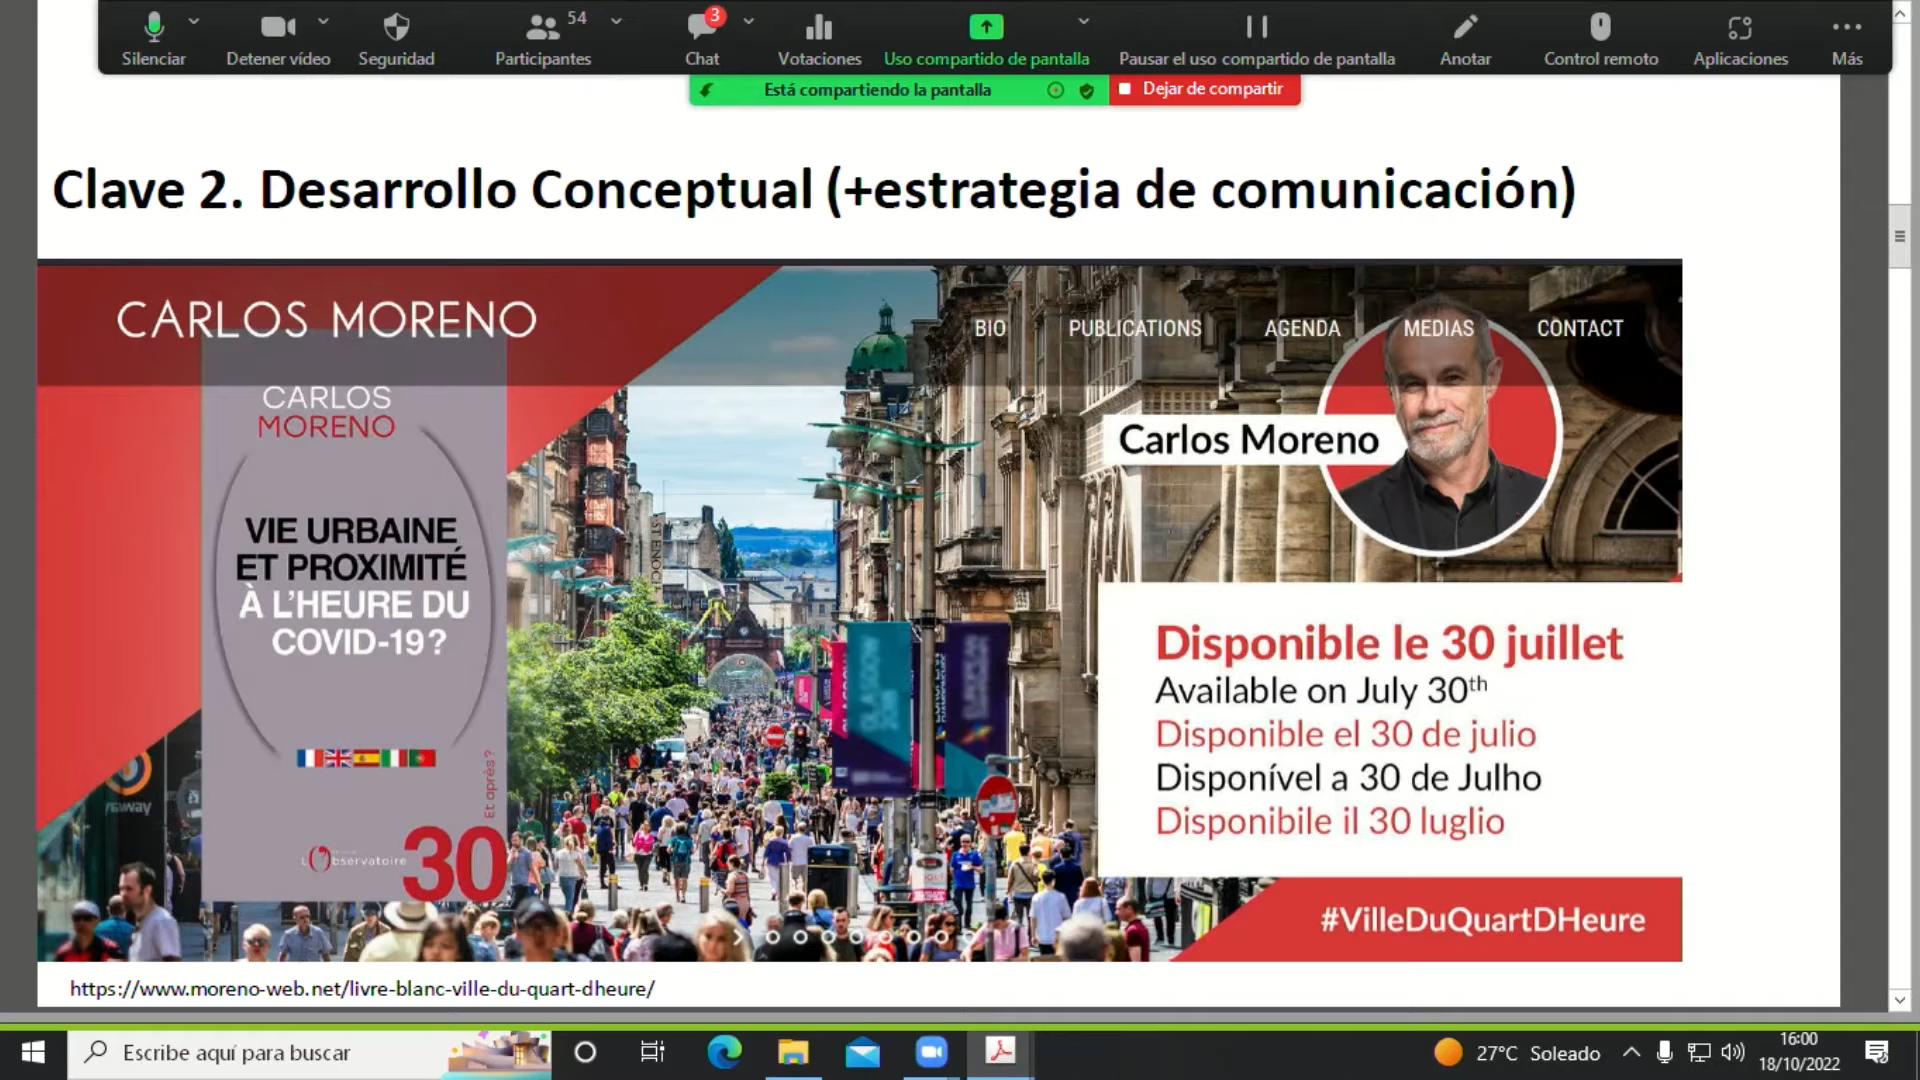 Silenciar
Detener vídeo
Seguridad
54
Participantes
3
Chat
Votaciones
Uso compartido de pantalla
Pausar el uso compartido de pantalla
Anotar
Control remoto
Aplicaciones
Más
Está compartiendo la pantalla
Dejar de compartir
Clave 2. Desarrollo Conceptual (+estrategia de comunicación)
CARLOS MORENO
BIO
PUBLICATIONS
AGENDA
MEDIAS
CONTACT
CARLOS
MORENO
VIE URBAINE
ET PROXIMITÉ
À L'HEURE DU
COVID-19?
Et après?
L'Observatoire
30
Carlos Moreno
Disponible le 30 juillet
Available on July 30th
Disponible el 30 de julio
Disponível a 30 de Julho
Disponibile il 30 luglio
#VilleDuQuartDHeure
https://www.moreno-web.net/livre-blanc-ville-du-quart-dheure/
Escribe aquí para buscar
27°C Soleado
16:00
18/10/2022